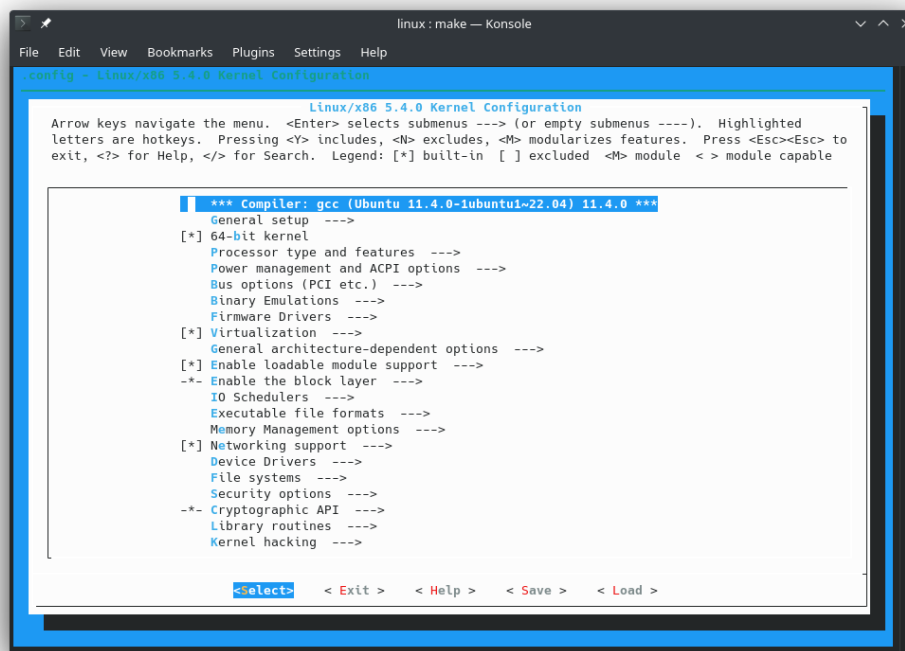 linux : make — Konsole
File Edit View Bookmarks Plugins Settings Help
.config - Linux/x86 5.4.0 Kernel Configuration
Linux/x86 5.4.0 Kernel Configuration
Arrow keys navigate the menu. <Enter> selects submenus ---> (or empty submenus ----). Highlighted
letters are hotkeys. Pressing <Y> includes, <N> excludes, <M> modularizes features. Press <Esc><Esc> to
exit, <?> for Help, </> for Search. Legend: [*] built-in [ ] excluded <M> module < > module capable
*** Compiler: gcc (Ubuntu 11.4.0-1ubuntu1~22.04) 11.4.0 ***
General setup --->
[*] 64-bit kernel
Processor type and features --->
Power management and ACPI options --->
Bus options (PCI etc.) --->
Binary Emulations --->
Firmware Drivers --->
[*] Virtualization --->
General architecture-dependent options --->
[*] Enable loadable module support --->
-*- Enable the block layer --->
IO Schedulers --->
Executable file formats --->
Memory Management options --->
[*] Networking support --->
Device Drivers --->
File systems --->
Security options --->
-*- Cryptographic API --->
Library routines --->
Kernel hacking --->
<Select> < Exit > < Help > < Save > < Load >